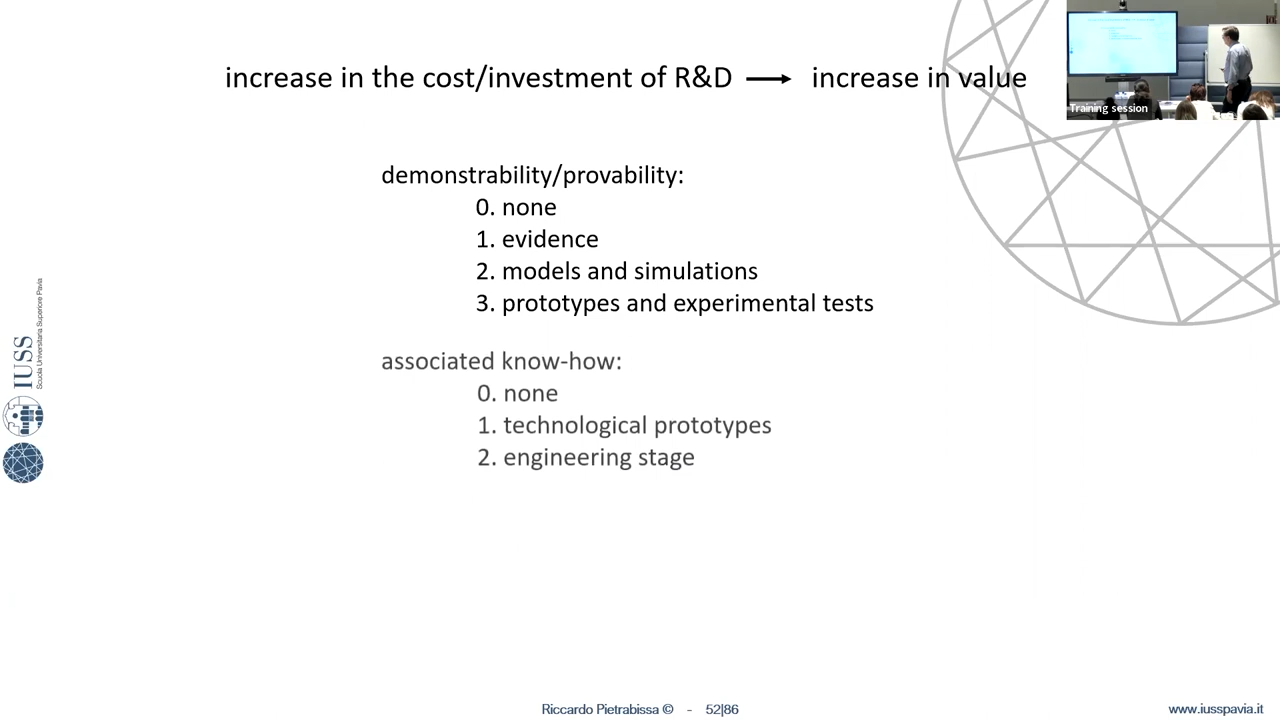 increase in the cost/investment of R&D → increase in value
Training session
demonstrability/provability:
0. none
1. evidence
2. models and simulations
3. prototypes and experimental tests
associated know-how:
0. none
1. technological prototypes
2. engineering stage
IUSS
Scuola Universitaria Superiore Pavia
Riccardo Pietrabissa © - 52|86
www.iusspavia.it